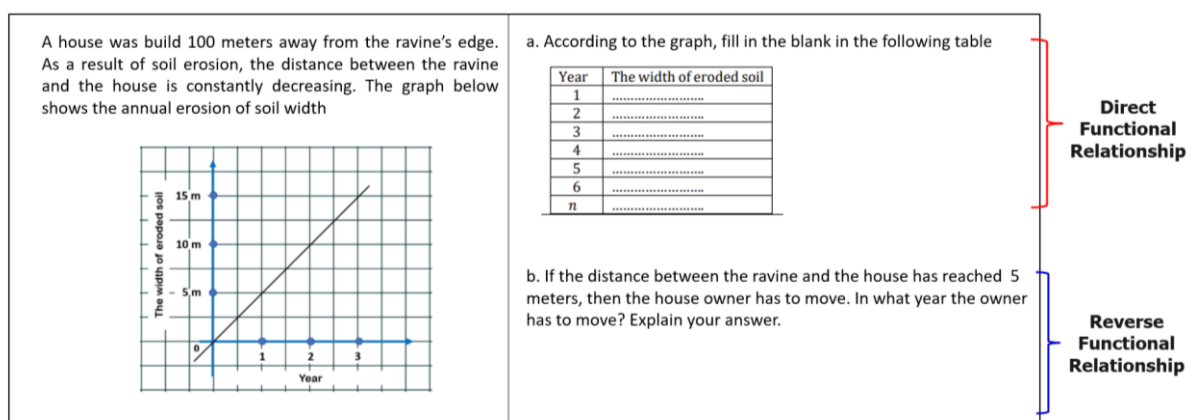 A house was build 100 meters away from the ravine's edge.
As a result of soil erosion, the distance between the ravine
and the house is constantly decreasing. The graph below
shows the annual erosion of soil width
The width of eroded soil
15 m
10 m
5 m
0
1 2 3
Year
a. According to the graph, fill in the blank in the following table
Year The width of eroded soil
1 ..........................
2 ..........................
3 ..........................
4 ..........................
5 ..........................
6 ..........................
n ..........................
b. If the distance between the ravine and the house has reached 5
meters, then the house owner has to move. In what year the owner
has to move? Explain your answer.
Direct
Functional
Relationship
Reverse
Functional
Relationship